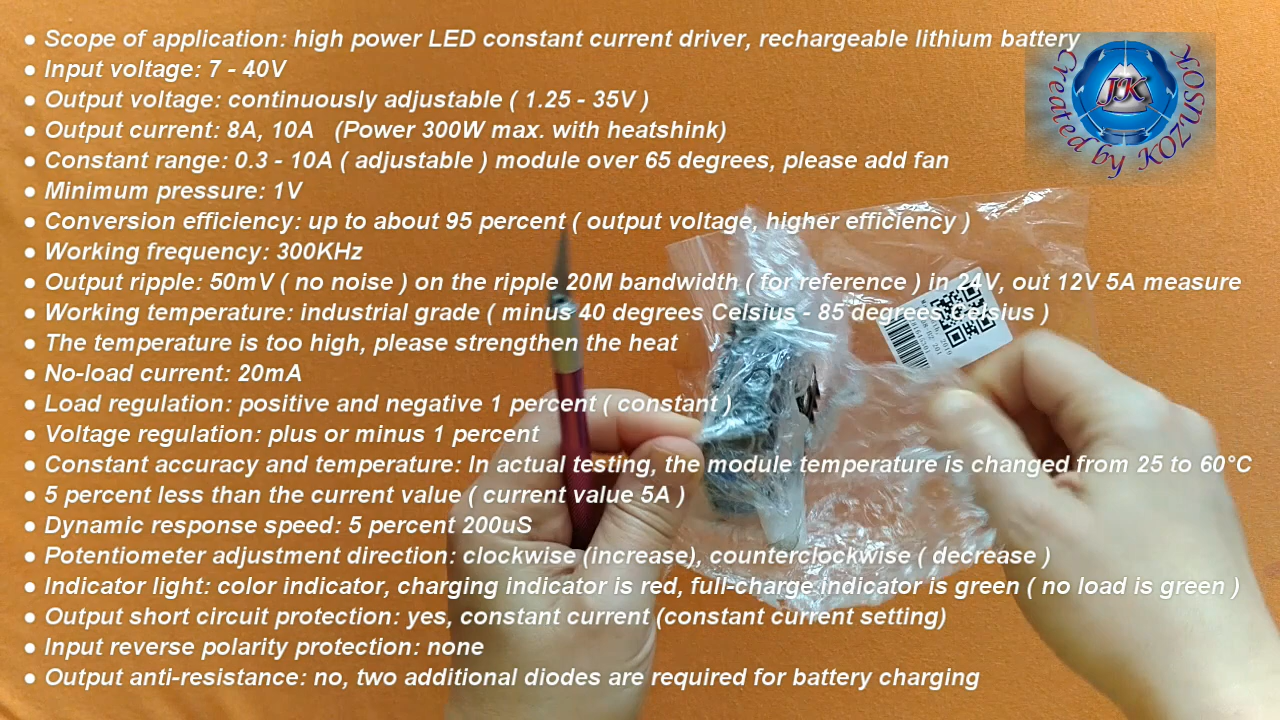 ● Scope of application: high power LED constant current driver, rechargeable lithium battery
● Input voltage: 7 - 40V
● Output voltage: continuously adjustable ( 1.25 - 35V )
● Output current: 8A, 10A   (Power 300W max. with heatshink)
● Constant range: 0.3 - 10A ( adjustable ) module over 65 degrees, please add fan
● Minimum pressure: 1V
● Conversion efficiency: up to about 95 percent ( output voltage, higher efficiency )
● Working frequency: 300KHz
● Output ripple: 50mV ( no noise ) on the ripple 20M bandwidth ( for reference ) in 24V, out 12V 5A measure
● Working temperature: industrial grade ( minus 40 degrees Celsius - 85 degrees Celsius )
● The temperature is too high, please strengthen the heat
● No-load current: 20mA
● Load regulation: positive and negative 1 percent ( constant )
● Voltage regulation: plus or minus 1 percent
● Constant accuracy and temperature: In actual testing, the module temperature is changed from 25 to 60°C
● 5 percent less than the current value ( current value 5A )
● Dynamic response speed: 5 percent 200uS
● Potentiometer adjustment direction: clockwise (increase), counterclockwise ( decrease )
● Indicator light: color indicator, charging indicator is red, full-charge indicator is green ( no load is green )
● Output short circuit protection: yes, constant current (constant current setting)
● Input reverse polarity protection: none
● Output anti-resistance: no, two additional diodes are required for battery charging
Created by KOZUSOK
JK